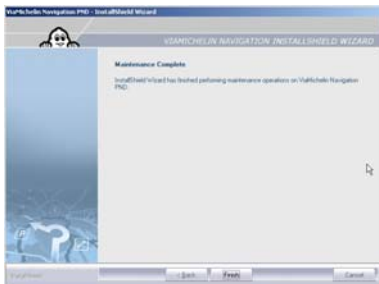 ViaMichelin Navigation PND - InstallShield Wizard
VIAMICHELIN NAVIGATION INSTALLSHIELD WIZARD
Maintenance Complete
InstallShield Wizard has finished performing maintenance operations on ViaMichelin Navigation
PND.
InstallShield
< Back
Finish
Cancel